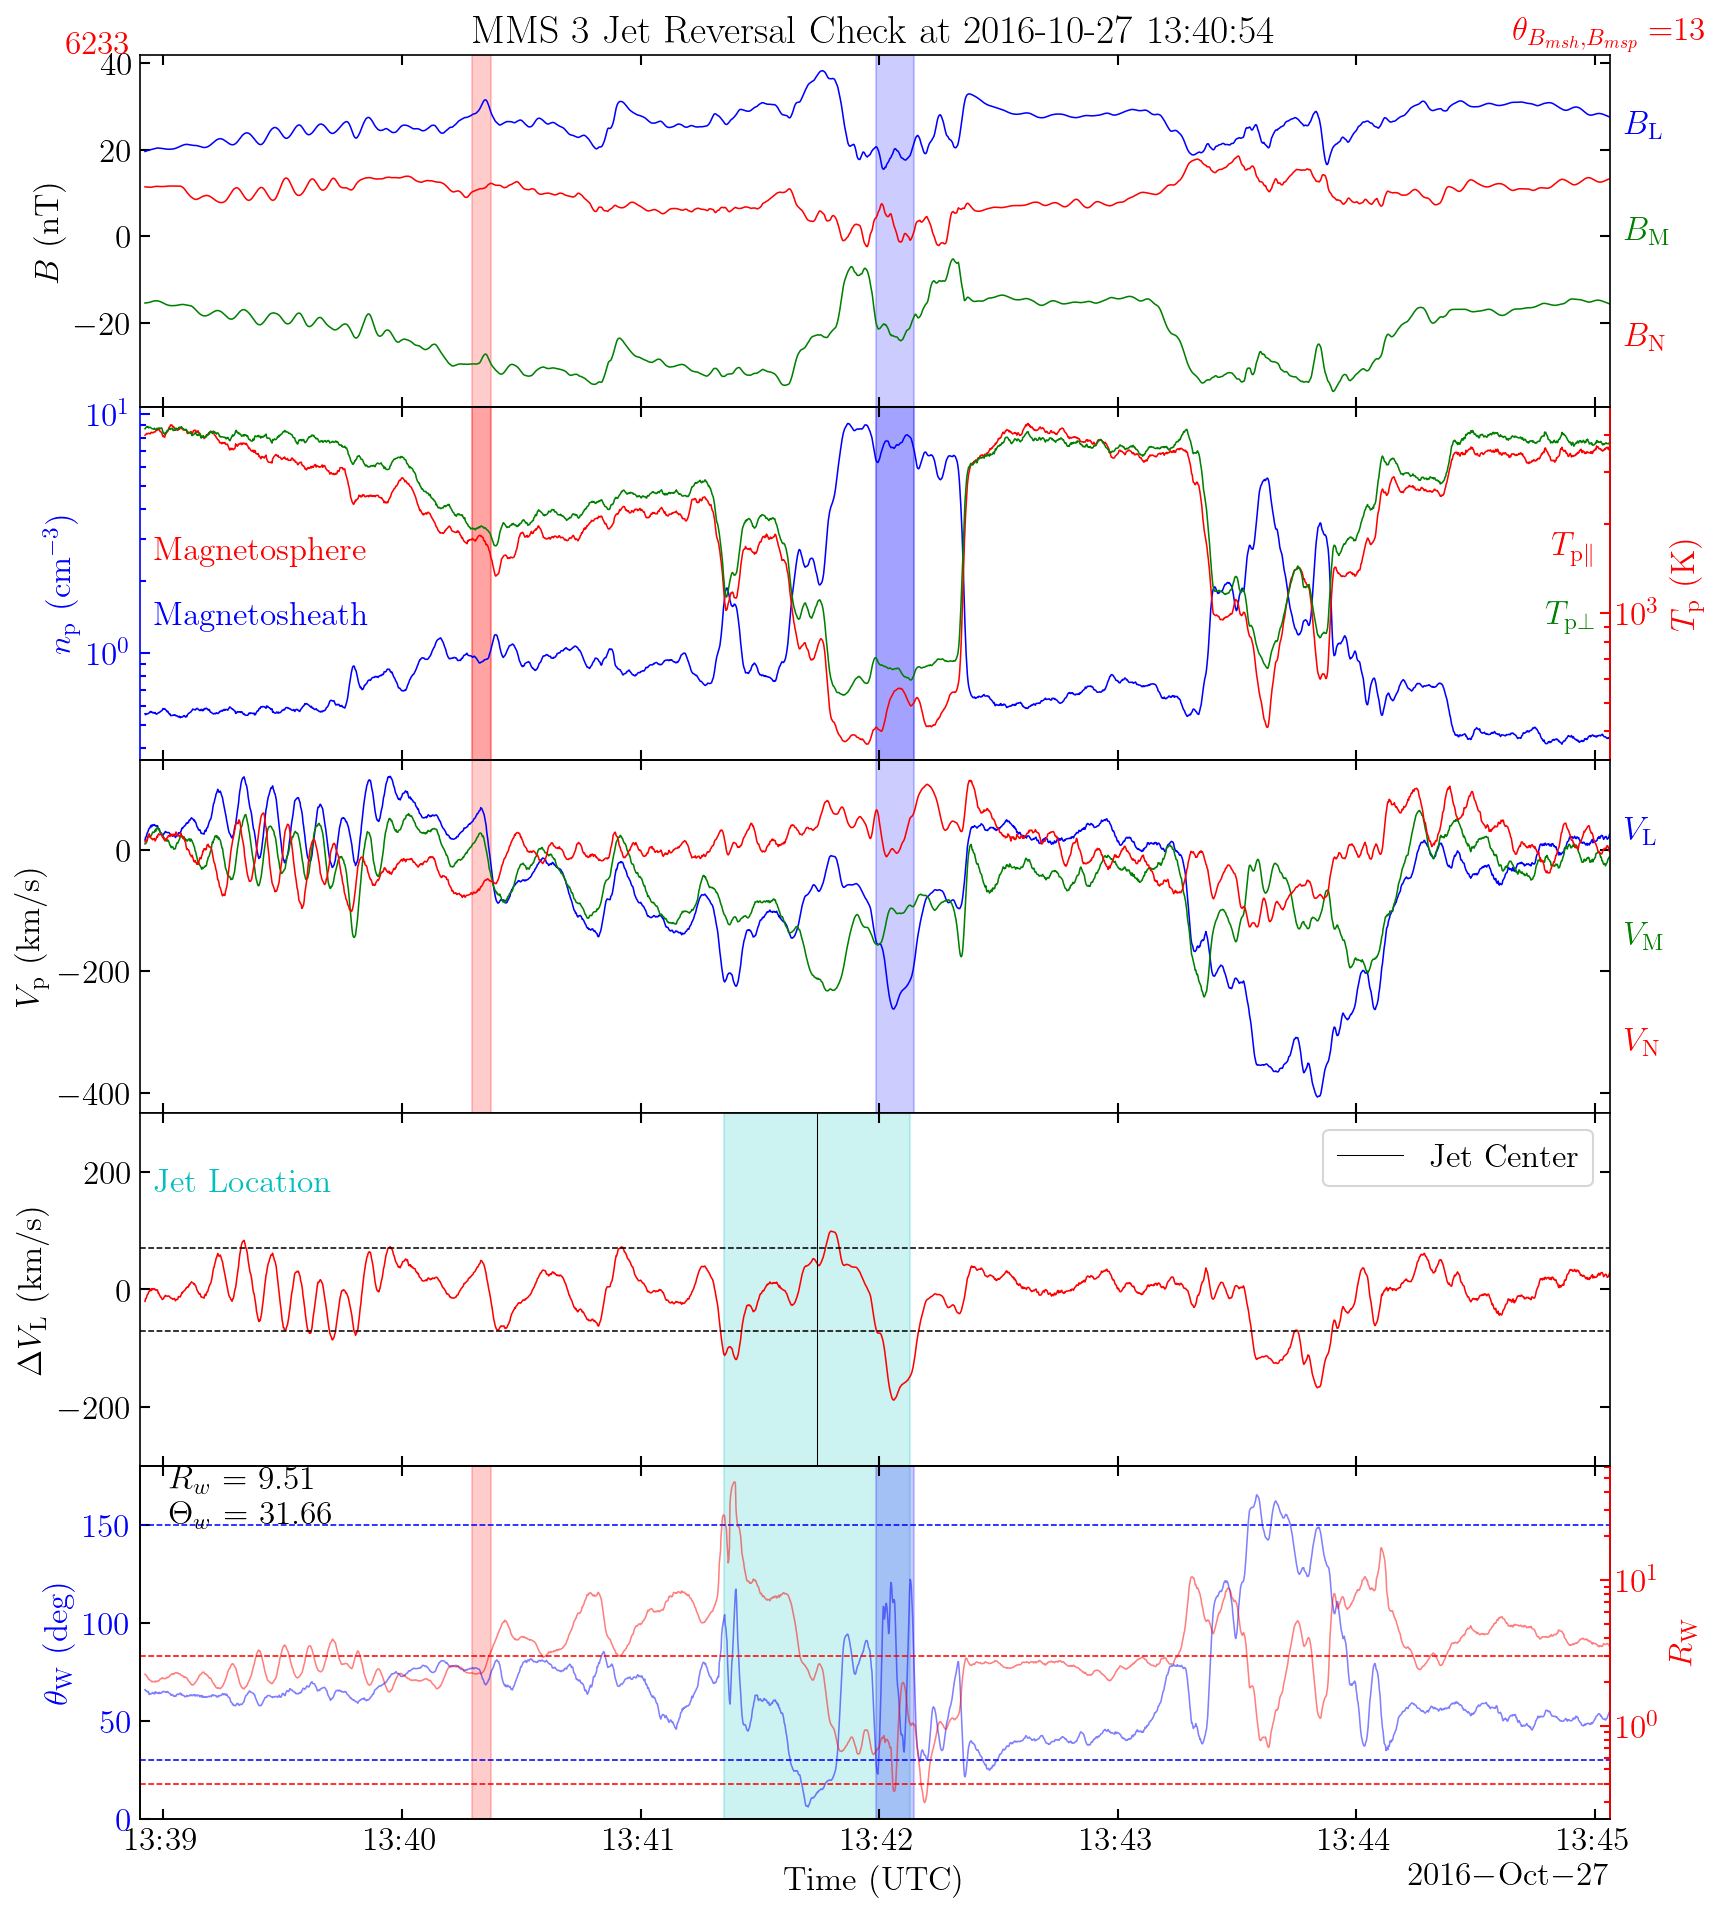 MMS 3 Jet Reversal Check at 2016-10-27 13:40:54
6233
θ_{B_{msh},B_{msp}} =13
40
20
0
−20
B (nT)
B_L
B_M
B_N
10^1
10^0
n_p (cm^{−3})
Magnetosphere
Magnetosheath
T_{p∥}
T_{p⊥}
10^3
T_p (K)
0
−200
−400
V_p (km/s)
V_L
V_M
V_N
200
0
−200
ΔV_L (km/s)
Jet Location
Jet Center
R_w = 9.51
Θ_w = 31.66
150
100
50
0
θ_W (deg)
10^1
10^0
R_W
13:39 13:40 13:41 13:42 13:43 13:44 13:45
Time (UTC)
2016−Oct−27